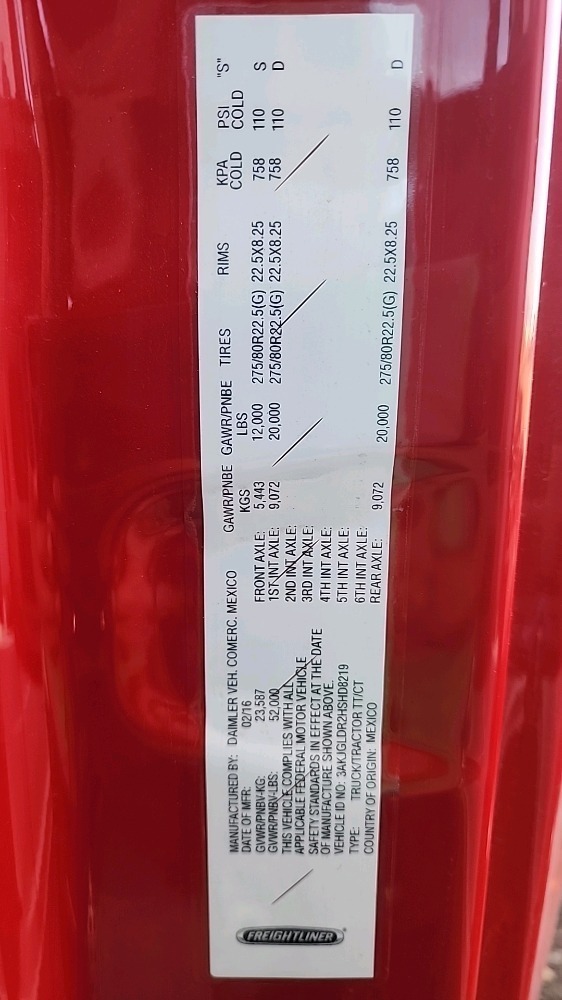 FREIGHTLINER
MANUFACTURED BY: DAIMLER VEH. COMERC. MEXICO
DATE OF MFR: 02/16
GVWR/PNBV-KG: 23,587
GVWR/PNBV-LBS: 52,000
THIS VEHICLE COMPLIES WITH ALL
APPLICABLE FEDERAL MOTOR VEHICLE
SAFETY STANDARDS IN EFFECT AT THE DATE
OF MANUFACTURE SHOWN ABOVE.
VEHICLE ID NO: 3AKJGLDR2HSHD8219
TYPE: TRUCK/TRACTOR TT/CT
COUNTRY OF ORIGIN: MEXICO
GAWR/PNBE GAWR/PNBE TIRES RIMS KPA PSI "S"
KGS LBS COLD COLD
FRONT AXLE: 5,443 12,000 275/80R22.5(G) 22.5X8.25 758 110 S
1ST INT AXLE: 9,072 20,000 275/80R22.5(G) 22.5X8.25 758 110 D
2ND INT AXLE:
3RD INT AXLE:
4TH INT AXLE:
5TH INT AXLE:
6TH INT AXLE:
REAR AXLE: 9,072 20,000 275/80R22.5(G) 22.5X8.25 758 110 D